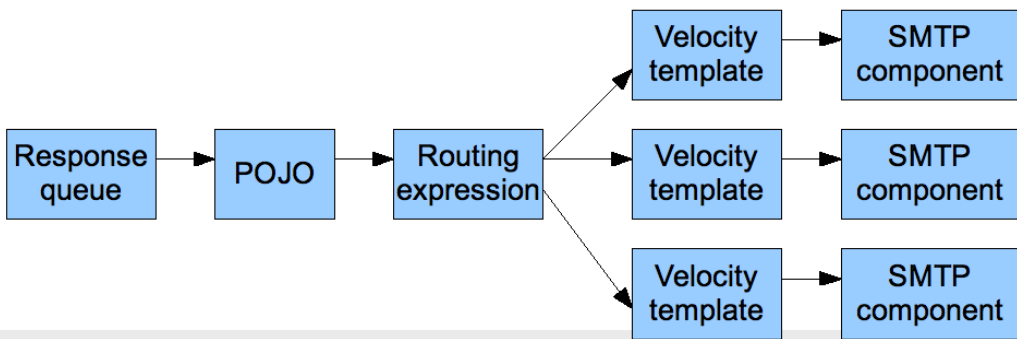 Velocity
template
SMTP
component
Response
queue
POJO
Routing
expression
Velocity
template
SMTP
component
Velocity
template
SMTP
component